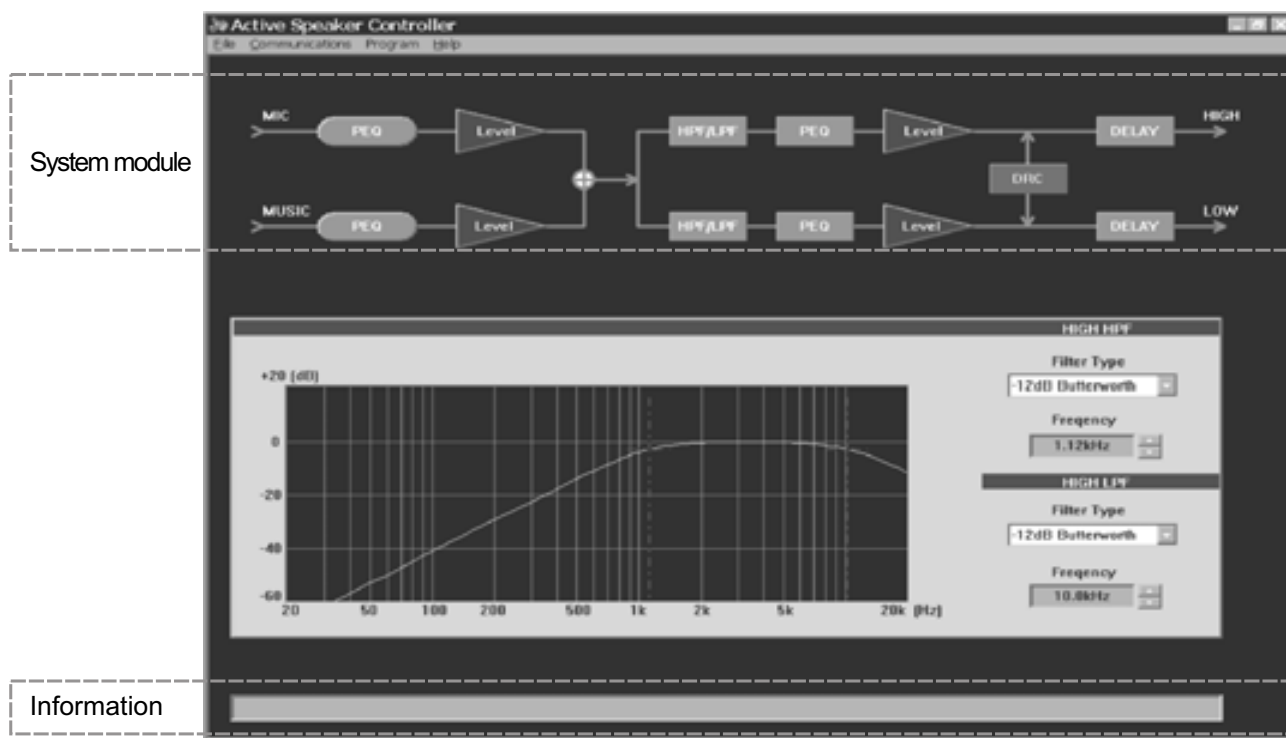 Active Speaker Controller
File Communications Program Help
System module
MIC PEQ Level HPF/LPF PEQ Level DELAY HIGH
DRC
MUSIC PEQ Level HPF/LPF PEQ Level DELAY LOW
HIGH HPF
Filter Type
-12dB Butterworth
Freqency
1.12kHz
HIGH LPF
Filter Type
-12dB Butterworth
Freqency
10.0kHz
+20 (dB)
0
-20
-40
-60
20 50 100 200 500 1k 2k 5k 20k (Hz)
Information